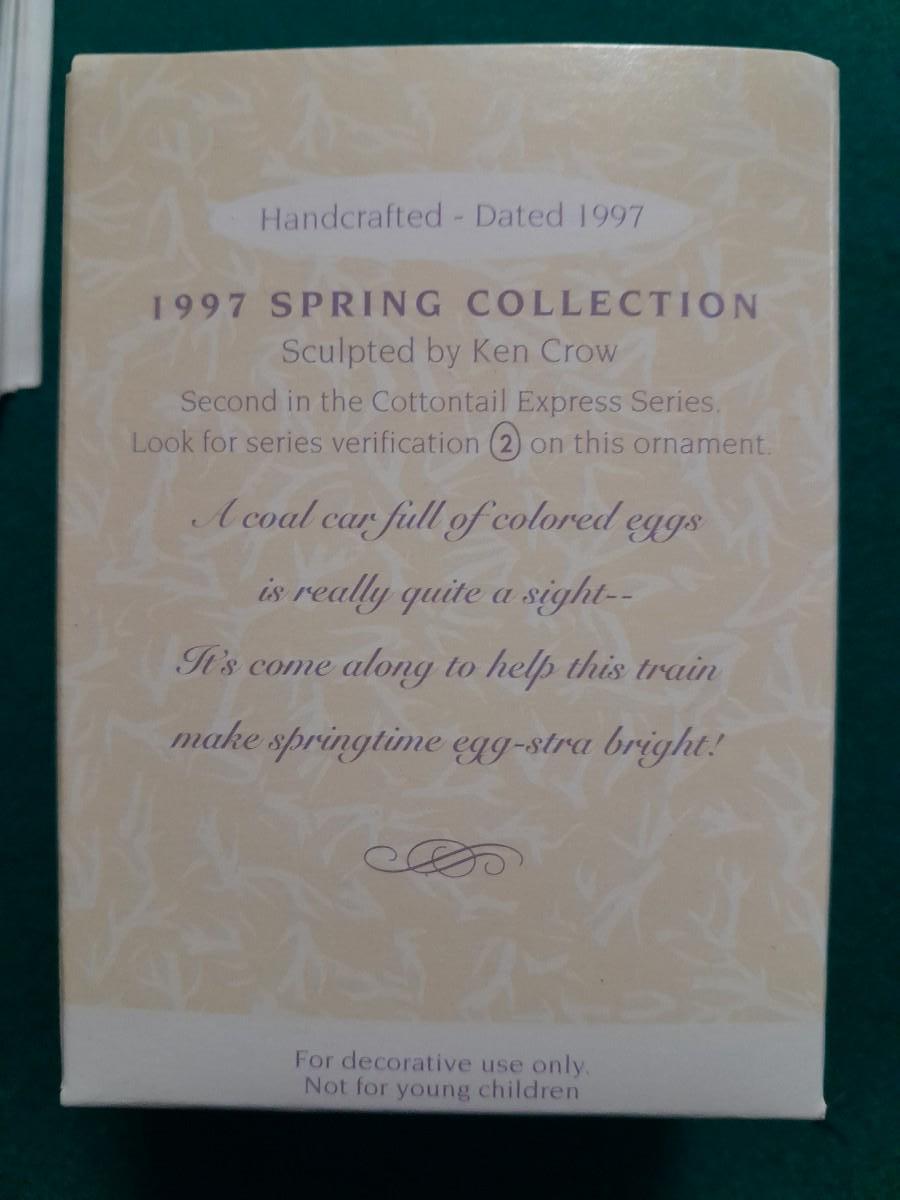 Handcrafted - Dated 1997
1997 SPRING COLLECTION
Sculpted by Ken Crow
Second in the Cottontail Express Series.
Look for series verification ② on this ornament.
A coal car full of colored eggs
is really quite a sight--
It's come along to help this train
make springtime egg-stra bright!
For decorative use only.
Not for young children